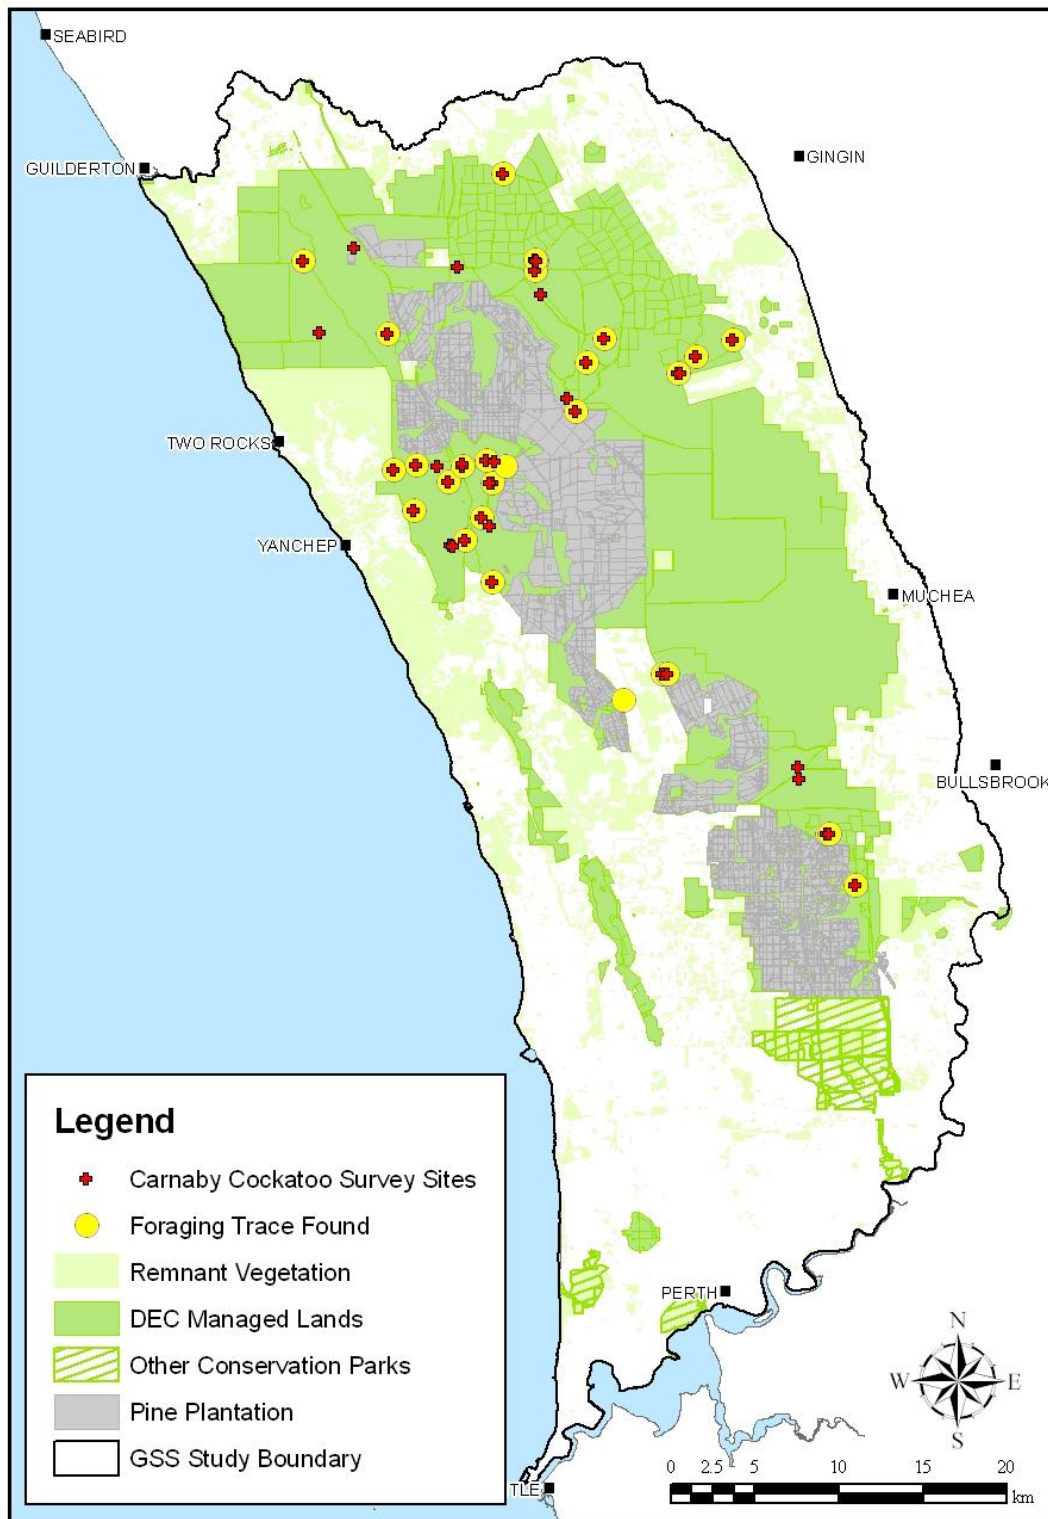 SEABIRD
GINGIN
GUILDERTON
TWO ROCKS
YANCHEP
MUCHEA
BULLSBROOK
Legend
Carnaby Cockatoo Survey Sites
Foraging Trace Found
Remnant Vegetation
DEC Managed Lands
Other Conservation Parks
Pine Plantation
GSS Study Boundary
PERTH
N
W E
S
TLE
0 2.5 5 10 15 20
km